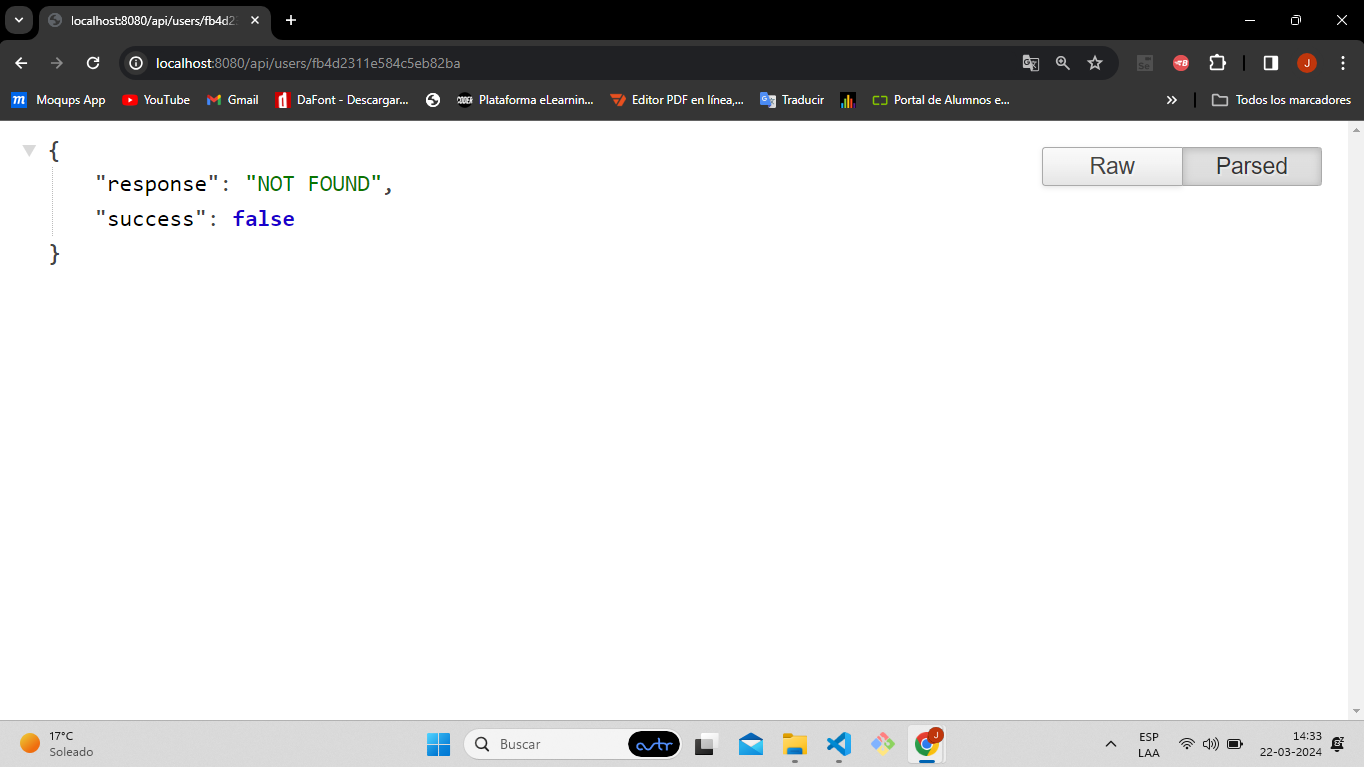 localhost:8080/api/users/fb4d2
localhost:8080/api/users/fb4d2311e584c5eb82ba
J
m Moqups App YouTube Gmail d DaFont - Descargar... CODER Plataforma eLearnin... Editor PDF en línea,... Traducir Portal de Alumnos e... » Todos los marcadores
{
"response": "NOT FOUND",
"success": false
}
Raw Parsed
17°C
Soleado
Buscar
J
ESP
LAA
14:33
22-03-2024